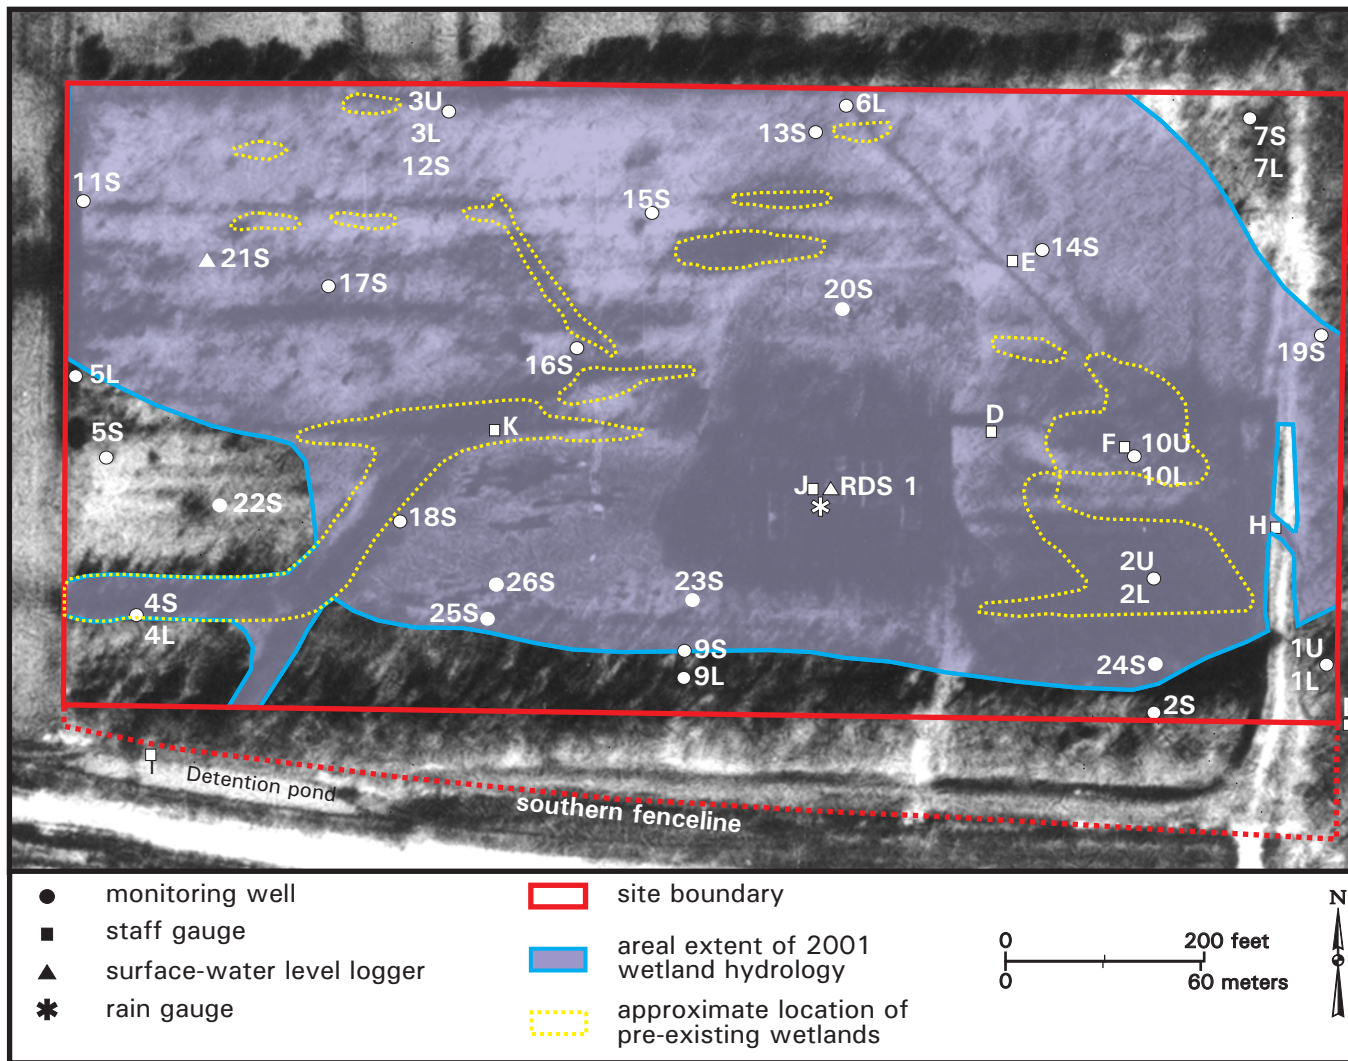 3U
3L
12S
6L
13S
7S
7L
11S
15S
14S
E
21S
17S
20S
19S
16S
5L
K
D
5S
F
10U
10L
J
RDS 1
22S
18S
H
2U
2L
26S
23S
4S
4L
25S
9S
9L
24S
1U
1L
2S
I
Detention pond
southern fenceline
monitoring well
staff gauge
surface-water level logger
rain gauge
site boundary
areal extent of 2001
wetland hydrology
approximate location of
pre-existing wetlands
0 200 feet
0 60 meters
N